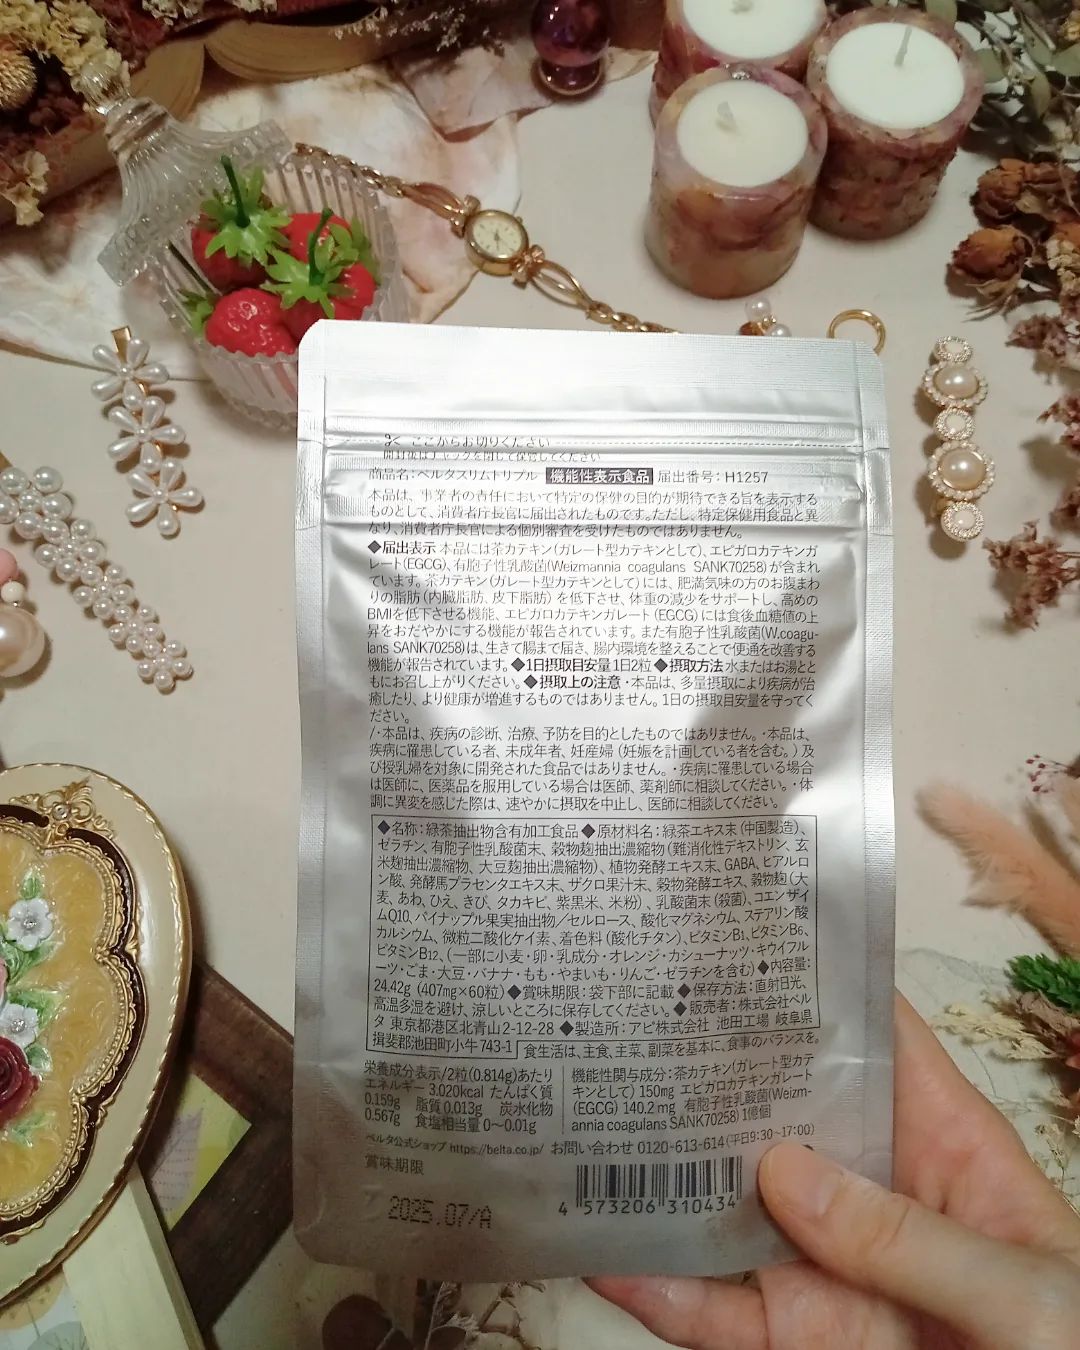 ここからお切りください
開封後はチャックを閉じて保管してください
商品名：ベルタスリムトリプル 機能性表示食品 届出番号：H1257
本品は、事業者の責任において特定の保健の目的が期待できる旨を表示する
ものとして、消費者庁長官に届出されたものです。ただし、特定保健用食品と異
なり、消費者庁長官による個別審査を受けたものではありません。
◆届出表示 本品には茶カテキン（ガレート型カテキンとして）、エピガロカテキンガ
レート（EGCG）、有胞子性乳酸菌（Weizmannia coagulans SANK70258）が含まれ
ています。茶カテキン（ガレート型カテキンとして）には、肥満気味の方のお腹まわ
りの脂肪（内臓脂肪、皮下脂肪）を低下させ、体重の減少をサポートし、高めの
BMIを低下させる機能、エピガロカテキンガレート（EGCG）には食後血糖値の上
昇をおだやかにする機能が報告されています。また有胞子性乳酸菌（W.coagu-
lans SANK70258）は、生きて腸まで届き、腸内環境を整えることで便通を改善する
機能が報告されています。◆1日摂取目安量 1日2粒 ◆摂取方法 水またはお湯とと
もにお召し上がりください。◆摂取上の注意 ・本品は、多量摂取により疾病が治
癒したり、より健康が増進するものではありません。1日の摂取目安量を守ってく
ださい。
/・本品は、疾病の診断、治療、予防を目的としたものではありません。・本品は、
疾病に罹患している者、未成年者、妊産婦（妊娠を計画している者を含む。）及
び授乳婦を対象に開発された食品ではありません。・疾病に罹患している場合
は医師に、医薬品を服用している場合は医師、薬剤師に相談してください。・体
調に異変を感じた際は、速やかに摂取を中止し、医師に相談してください。
◆名称：緑茶抽出物含有加工食品 ◆原材料名：緑茶エキス末（中国製造）、
ゼラチン、有胞子性乳酸菌末、穀物麹抽出濃縮物（難消化性デキストリン、玄
米麹抽出濃縮物、大豆麹抽出濃縮物）、植物発酵エキス末、GABA、ヒアルロ
ン酸、発酵馬プラセンタエキス末、ザクロ果汁末、穀物発酵エキス、穀物麹（大
麦、あわ、ひえ、きび、タカキビ、紫黒米、米粉）、乳酸菌末（殺菌）、コエンザイ
ムQ10、パイナップル果実抽出物／セルロース、酸化マグネシウム、ステアリン酸
カルシウム、微粒二酸化ケイ素、着色料（酸化チタン）、ビタミンB1、ビタミンB6、
ビタミンB12、（一部に小麦・卵・乳成分・オレンジ・カシューナッツ・キウイフル
ーツ・ごま・大豆・バナナ・もも・やまいも・りんご・ゼラチンを含む）◆内容量：
24.42g（407mg×60粒）◆賞味期限：袋下部に記載 ◆保存方法：直射日光、
高温多湿を避け、涼しいところに保存してください。◆販売者：株式会社ベル
タ 東京都港区北青山2-12-28 ◆製造所：アピ株式会社 池田工場 岐阜県
揖斐郡池田町小牛743-1
食生活は、主食、主菜、副菜を基本に、食事のバランスを。
栄養成分表示/2粒（0.814g）あたり
エネルギー 3.020kcal たんぱく質
0.159g 脂質 0.013g 炭水化物
0.567g 食塩相当量 0～0.01g
機能性関与成分：茶カテキン（ガレート型カテ
キンとして）150mg エピガロカテキンガレート
（EGCG）140.2mg 有胞子性乳酸菌（Weizm-
annia coagulans SANK70258）1億個
ベルタ公式ショップ https://belta.co.jp/ お問い合わせ 0120-613-614（平日9:30～17:00）
賞味期限
2025.07/A
4 573206 310434